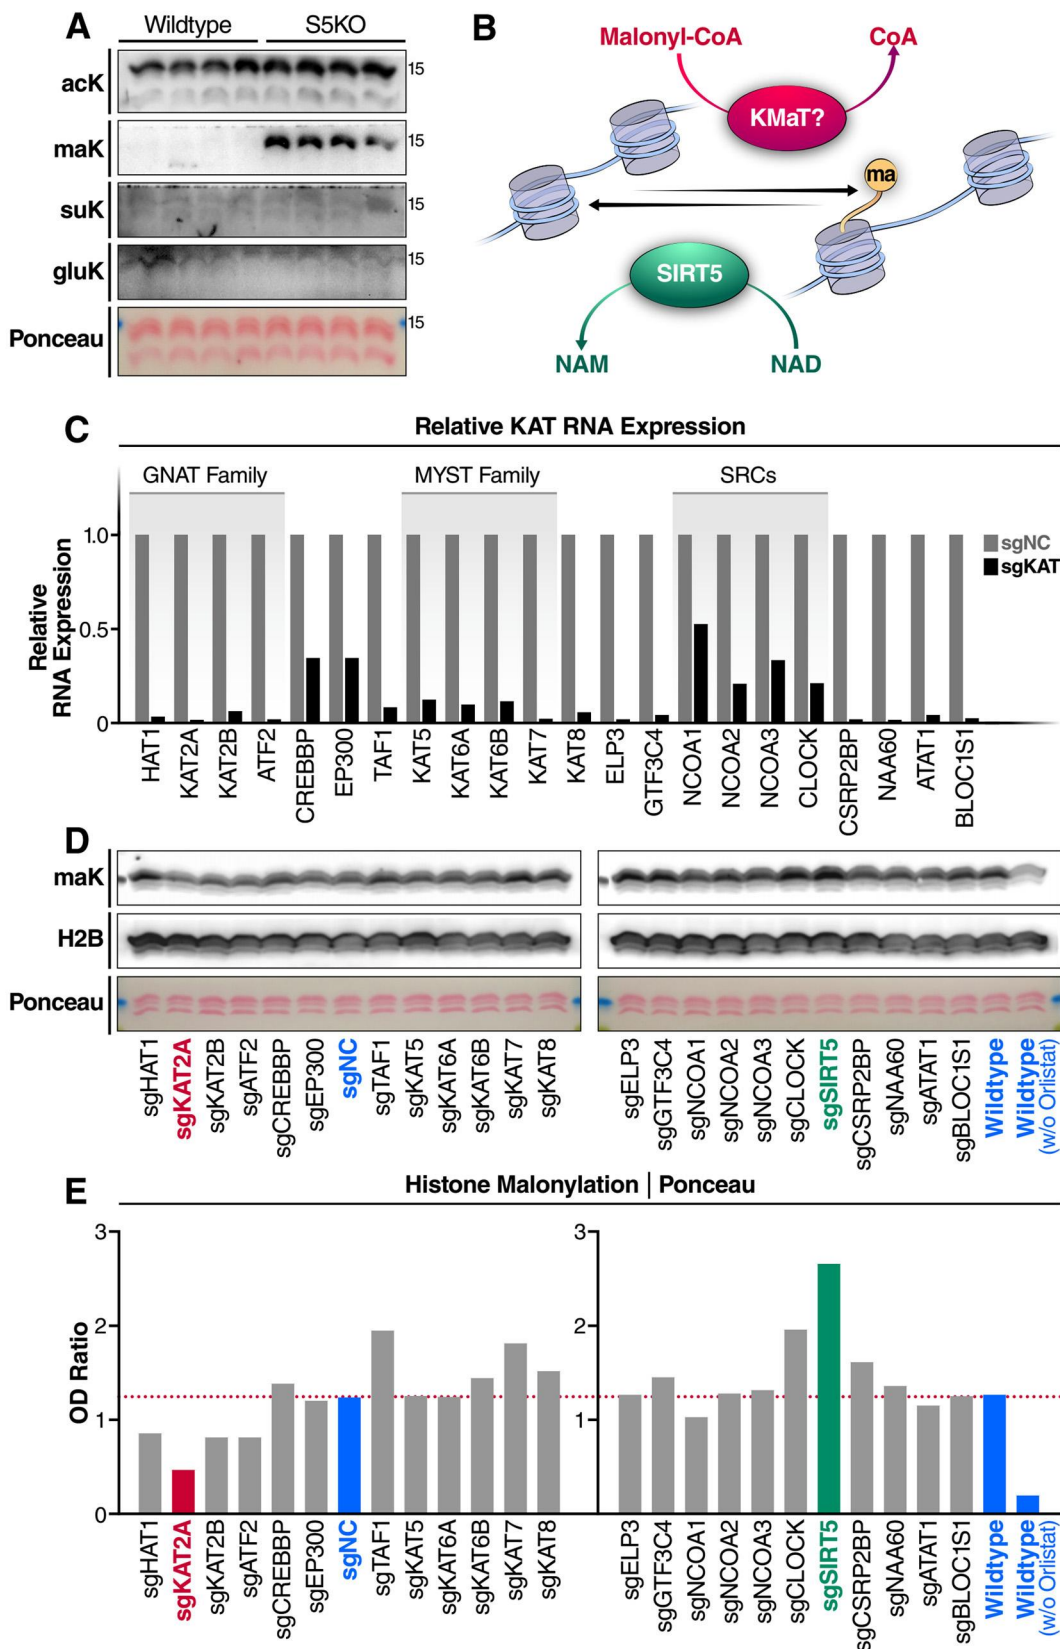 A
Wildtype S5KO
acK 15
maK 15
suK 15
gluK 15
Ponceau 15
B
Malonyl-CoA CoA
KMaT?
ma
SIRT5
NAM NAD
C
Relative KAT RNA Expression
GNAT Family MYST Family SRCs
Relative
RNA Expression
1.0
0.5
0
sgNC
sgKAT
HAT1 KAT2A KAT2B ATF2 CREBBP EP300 TAF1 KAT5 KAT6A KAT6B KAT7 KAT8 ELP3 GTF3C4 NCOA1 NCOA2 NCOA3 CLOCK CSRP2BP NAA60 ATAT1 BLOC1S1
D
maK
H2B
Ponceau
sgHAT1 sgKAT2A sgKAT2B sgATF2 sgCREBBP sgEP300 sgNC sgTAF1 sgKAT5 sgKAT6A sgKAT6B sgKAT7 sgKAT8 sgELP3 sgGTF3C4 sgNCOA1 sgNCOA2 sgNCOA3 sgCLOCK sgSIRT5 sgCSRP2BP sgNAA60 sgATAT1 sgBLOC1S1 Wildtype Wildtype
(w/o Orlistat)
E
Histone Malonylation | Ponceau
OD Ratio
3 3
2 2
1 1
0 0
sgHAT1 sgKAT2A sgKAT2B sgATF2 sgCREBBP sgEP300 sgNC sgTAF1 sgKAT5 sgKAT6A sgKAT6B sgKAT7 sgKAT8 sgELP3 sgGTF3C4 sgNCOA1 sgNCOA2 sgNCOA3 sgCLOCK sgSIRT5 sgCSRP2BP sgNAA60 sgATAT1 sgBLOC1S1 Wildtype Wildtype
(w/o Orlistat)